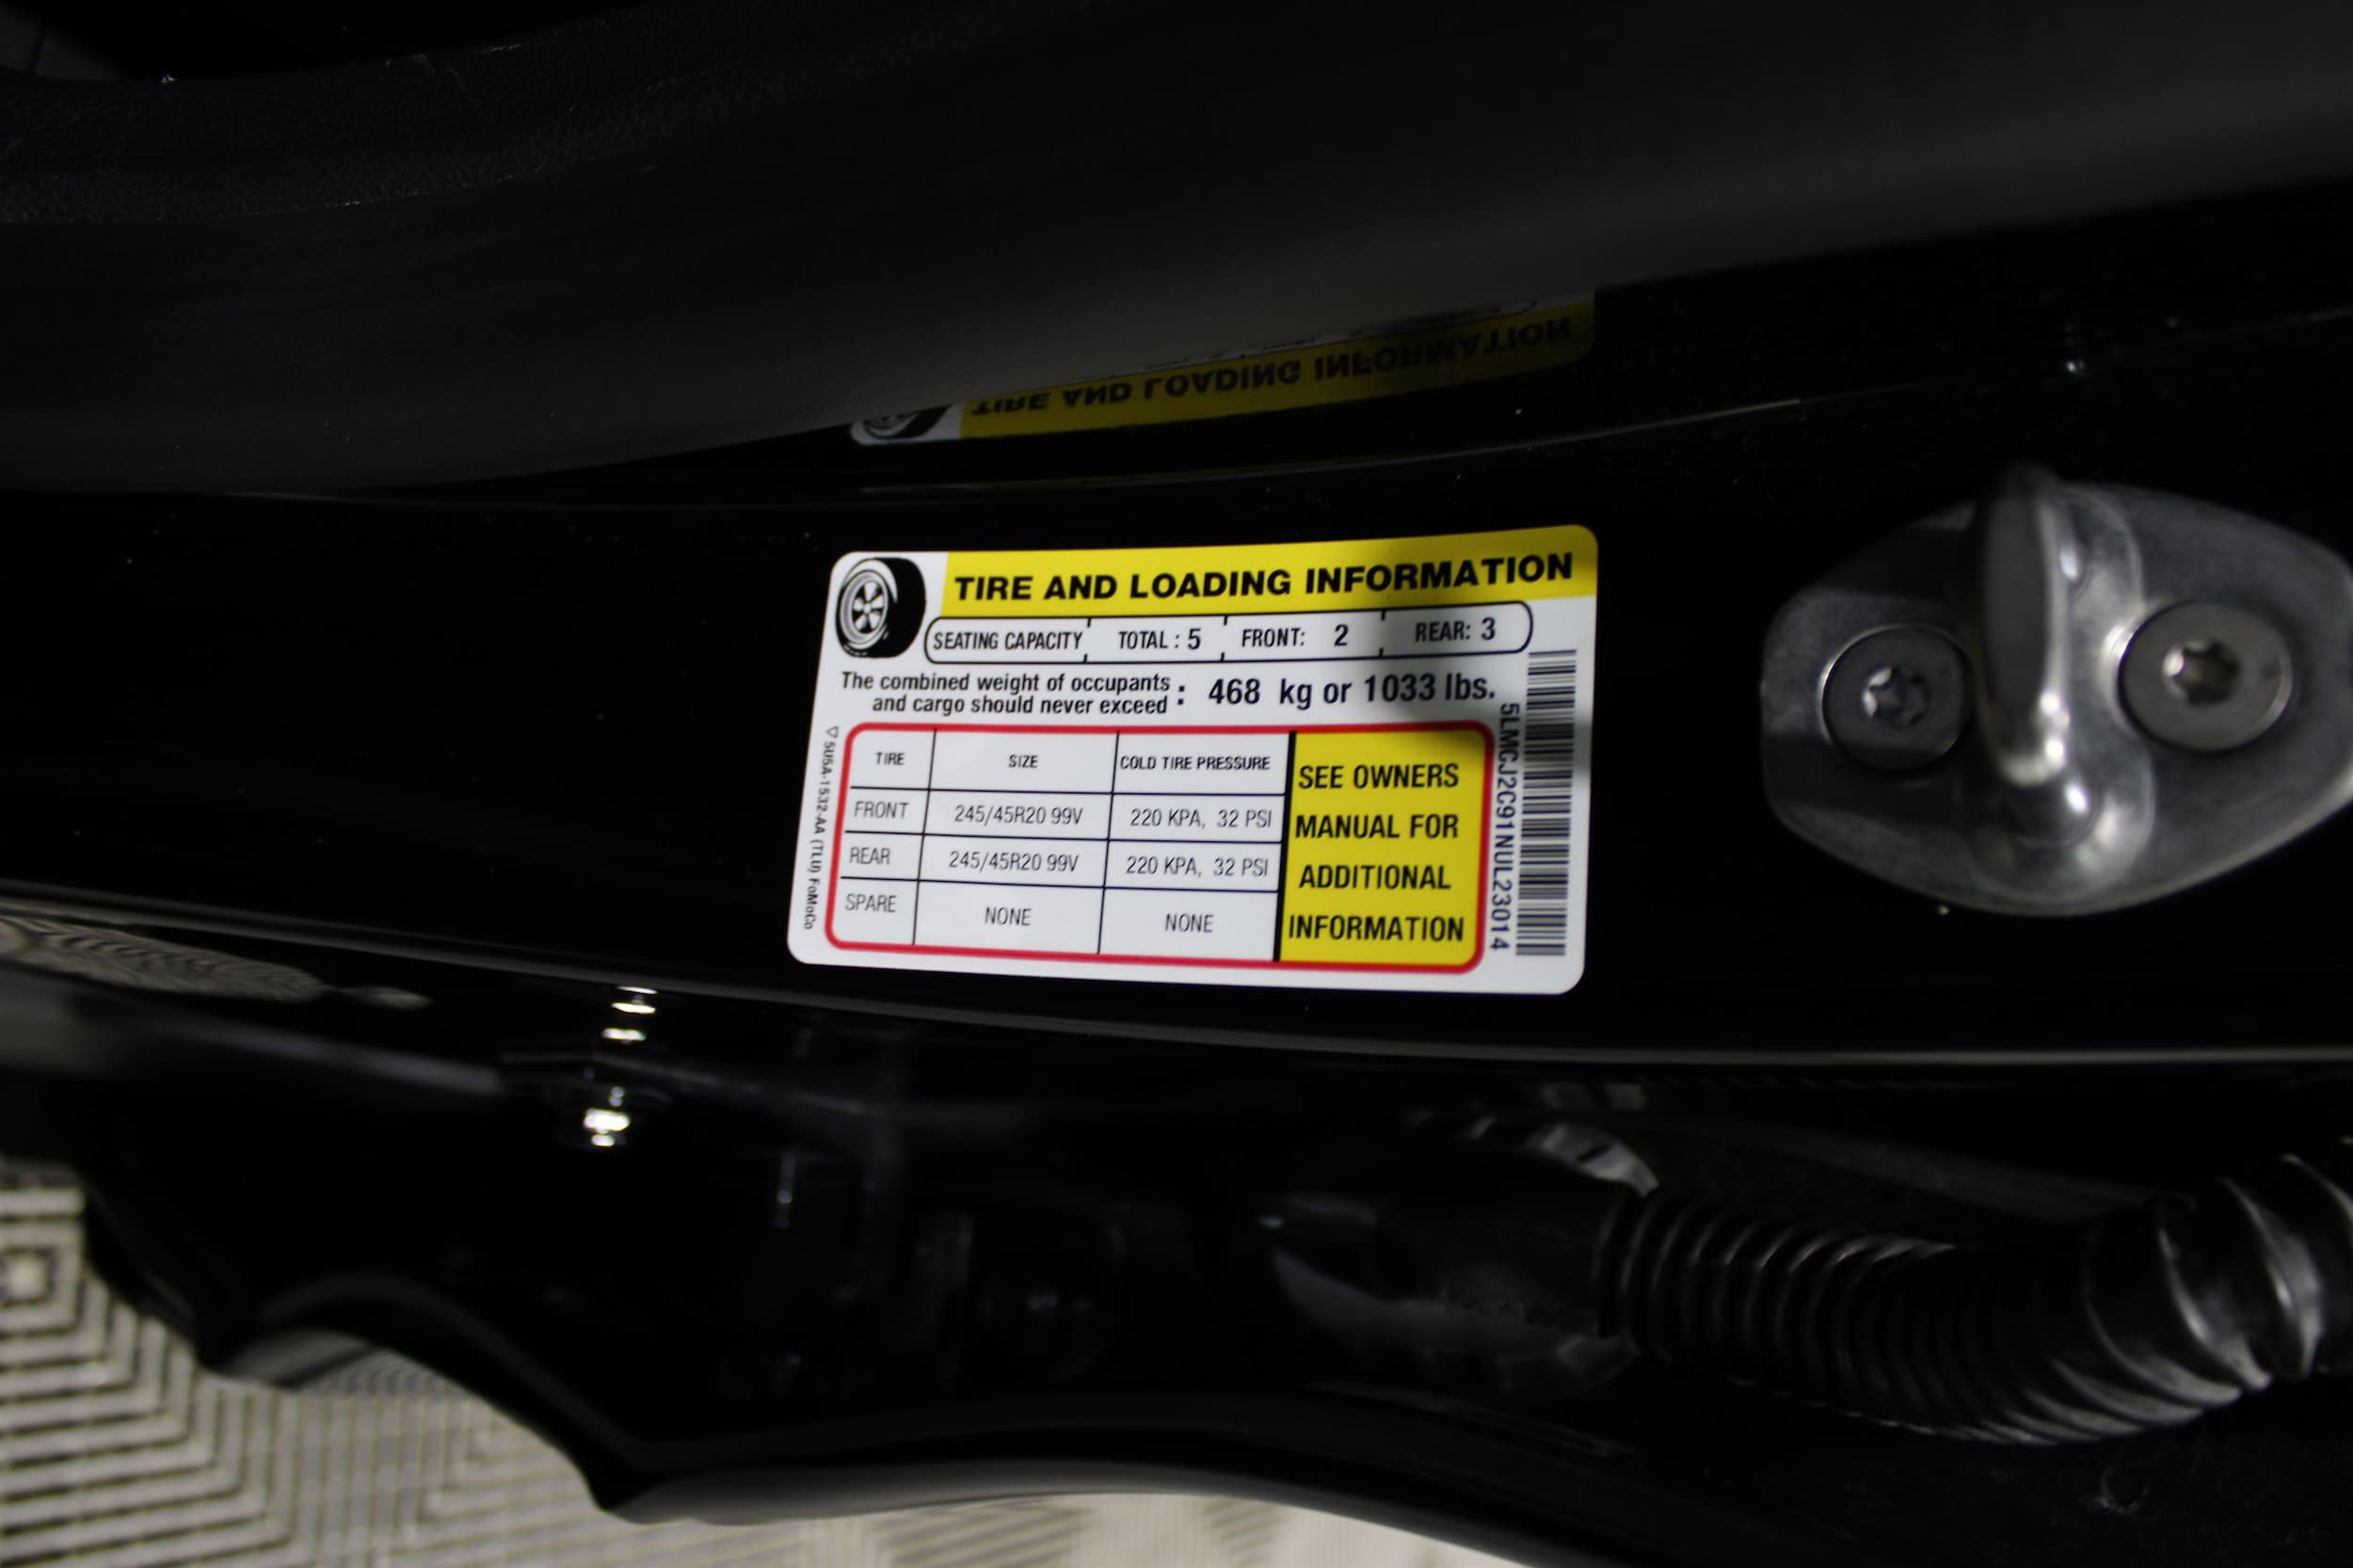 TIRE AND LOADING INFORMATION
TIRE AND LOADING INFORMATION
SEATING CAPACITY TOTAL : 5 FRONT: 2 REAR: 3
The combined weight of occupants
and cargo should never exceed : 468 kg or 1033 lbs.
TIRE SIZE COLD TIRE PRESSURE
FRONT 245/45R20 99V 220 KPA, 32 PSI
REAR 245/45R20 99V 220 KPA, 32 PSI
SPARE NONE NONE
SEE OWNERS
MANUAL FOR
ADDITIONAL
INFORMATION
5LMCJ2C91NUL23014
5U5A-1532-AA (TLU) FoMoCo